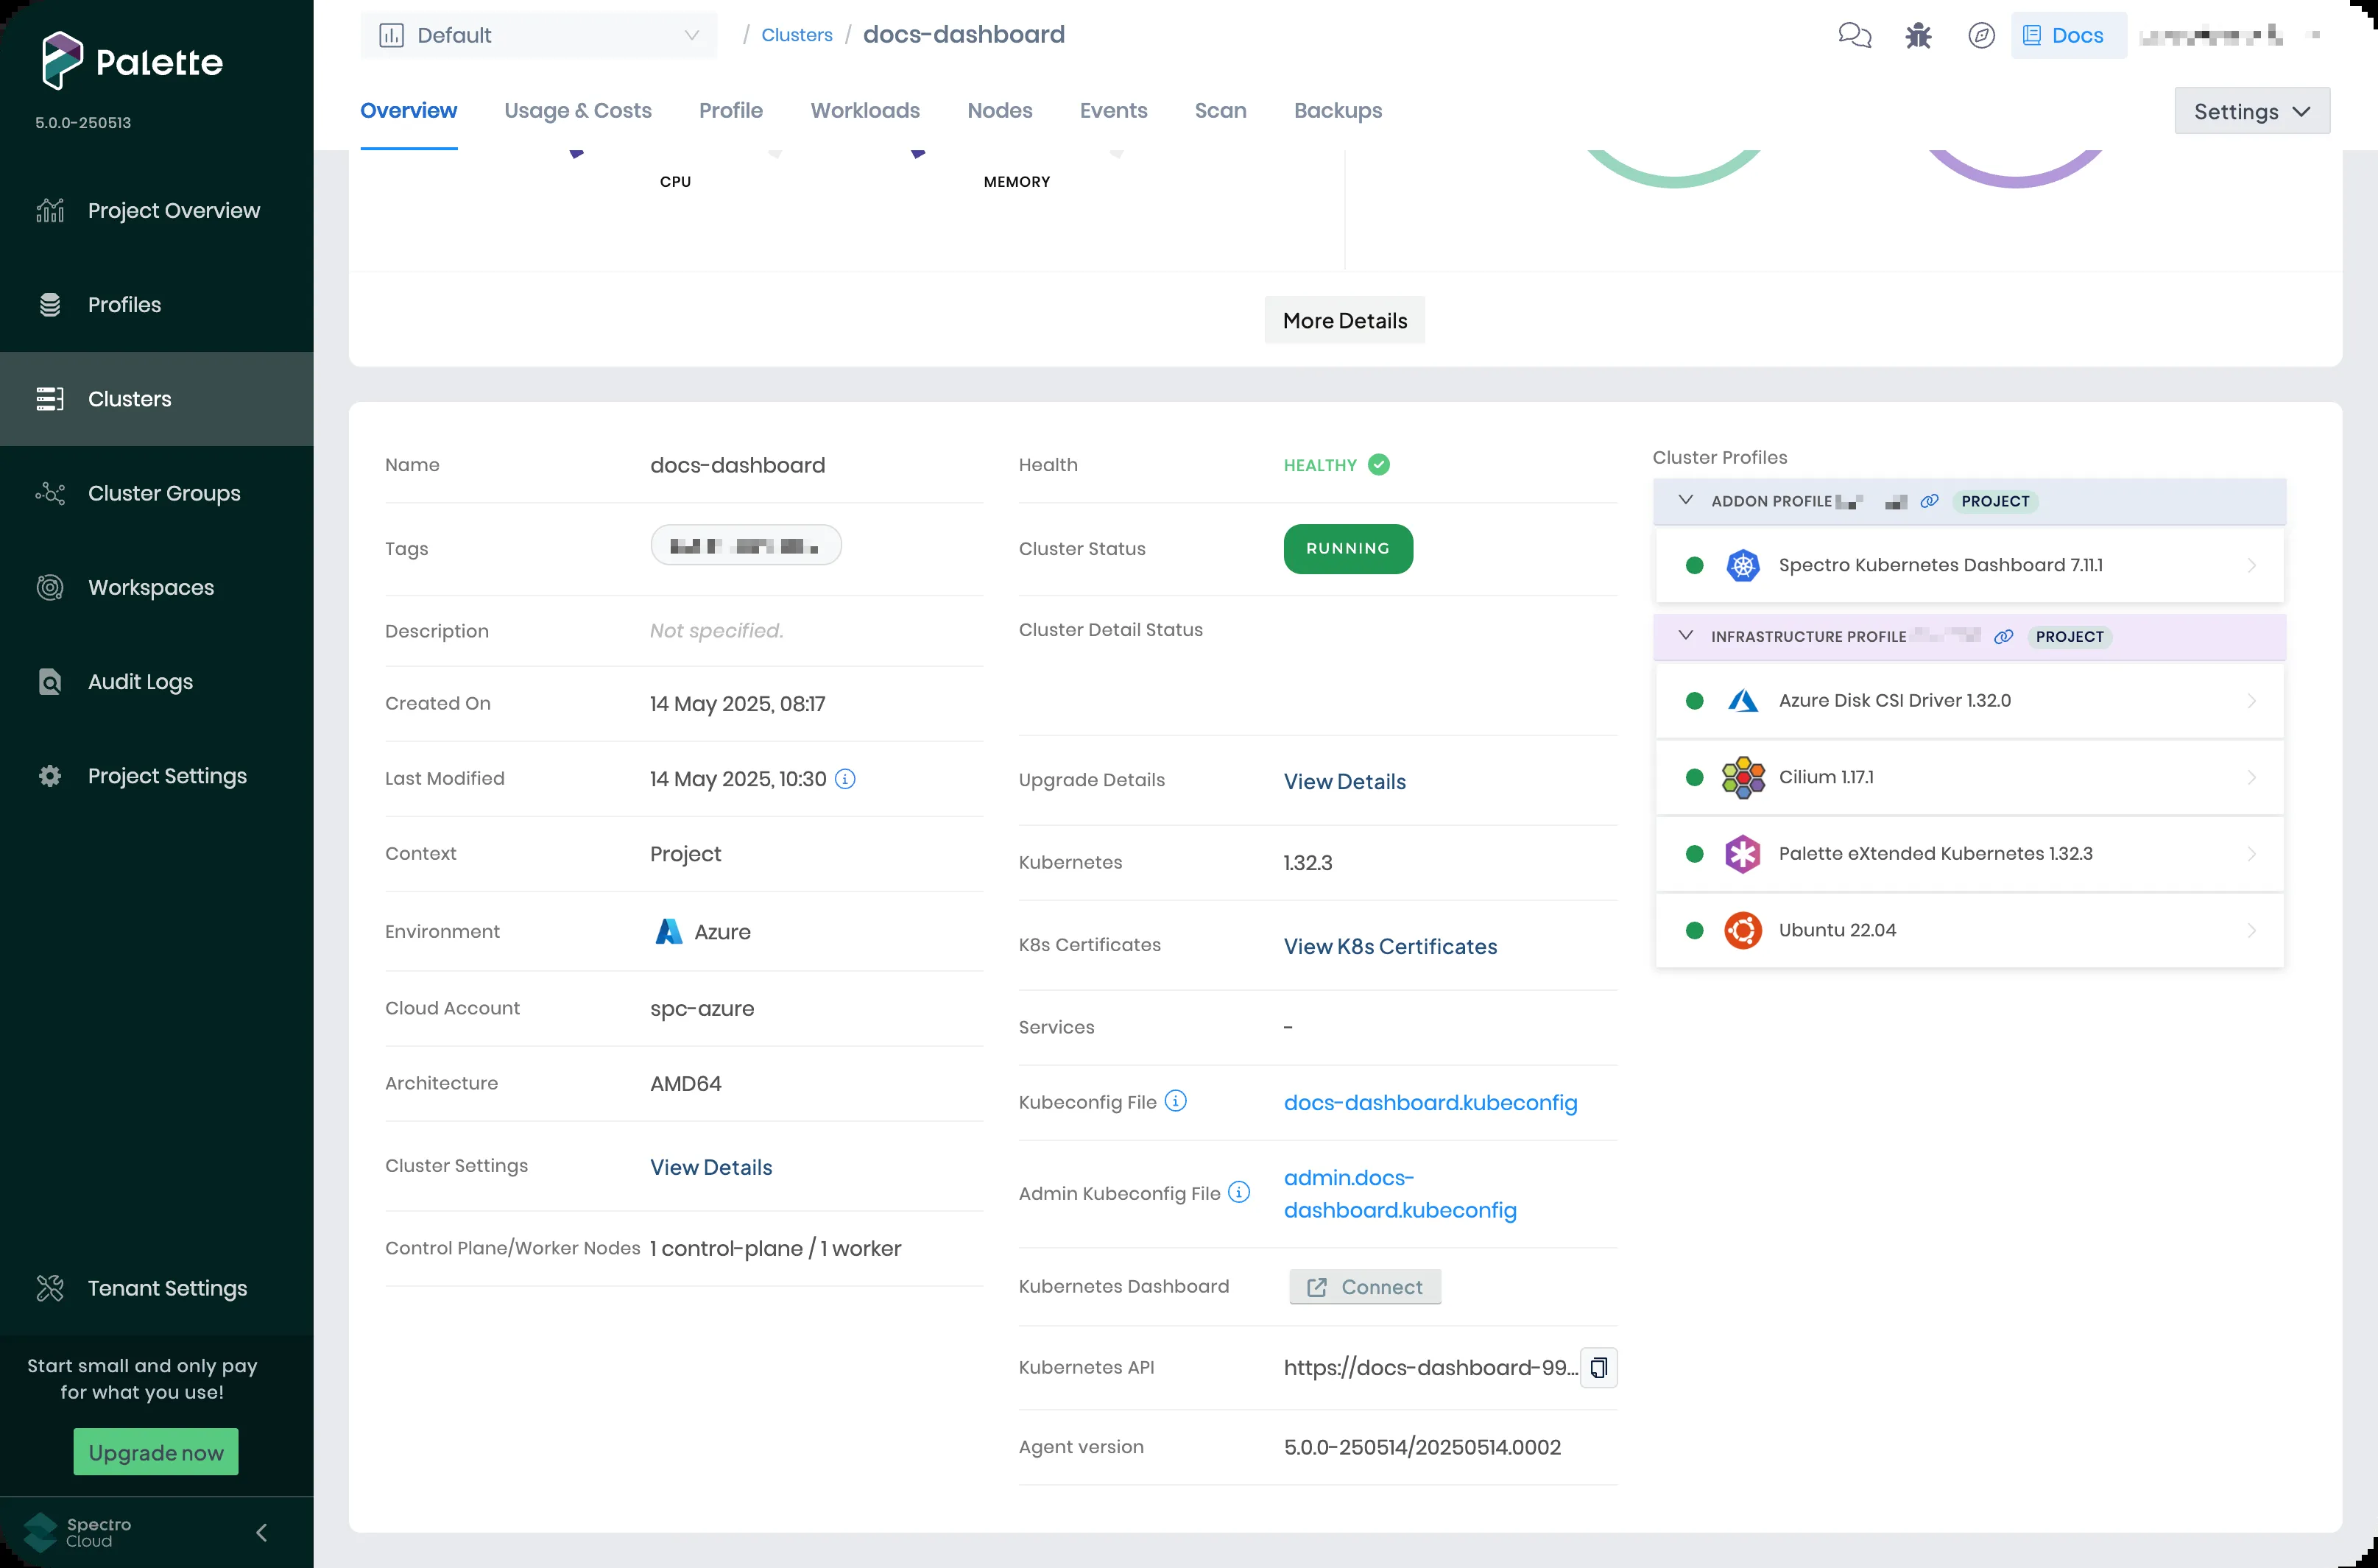 Palette
5.0.0-250513
Project Overview
Profiles
Clusters
Cluster Groups
Workspaces
Audit Logs
Project Settings
Tenant Settings
Start small and only pay
for what you use!
Upgrade now
Spectro
Cloud
Default
/ Clusters / docs-dashboard
Docs
Overview Usage & Costs Profile Workloads Nodes Events Scan Backups
Settings
CPU MEMORY
More Details
Name docs-dashboard
Tags
Description Not specified.
Created On 14 May 2025, 08:17
Last Modified 14 May 2025, 10:30
Context Project
Environment Azure
Cloud Account spc-azure
Architecture AMD64
Cluster Settings View Details
Control Plane/Worker Nodes 1 control-plane / 1 worker
Health HEALTHY
Cluster Status RUNNING
Cluster Detail Status
Upgrade Details View Details
Kubernetes 1.32.3
K8s Certificates View K8s Certificates
Services -
Kubeconfig File docs-dashboard.kubeconfig
Admin Kubeconfig File admin.docs-
dashboard.kubeconfig
Kubernetes Dashboard Connect
Kubernetes API https://docs-dashboard-99...
Agent version 5.0.0-250514/20250514.0002
Cluster Profiles
ADDON PROFILE PROJECT
Spectro Kubernetes Dashboard 7.11.1
INFRASTRUCTURE PROFILE PROJECT
Azure Disk CSI Driver 1.32.0
Cilium 1.17.1
Palette eXtended Kubernetes 1.32.3
Ubuntu 22.04